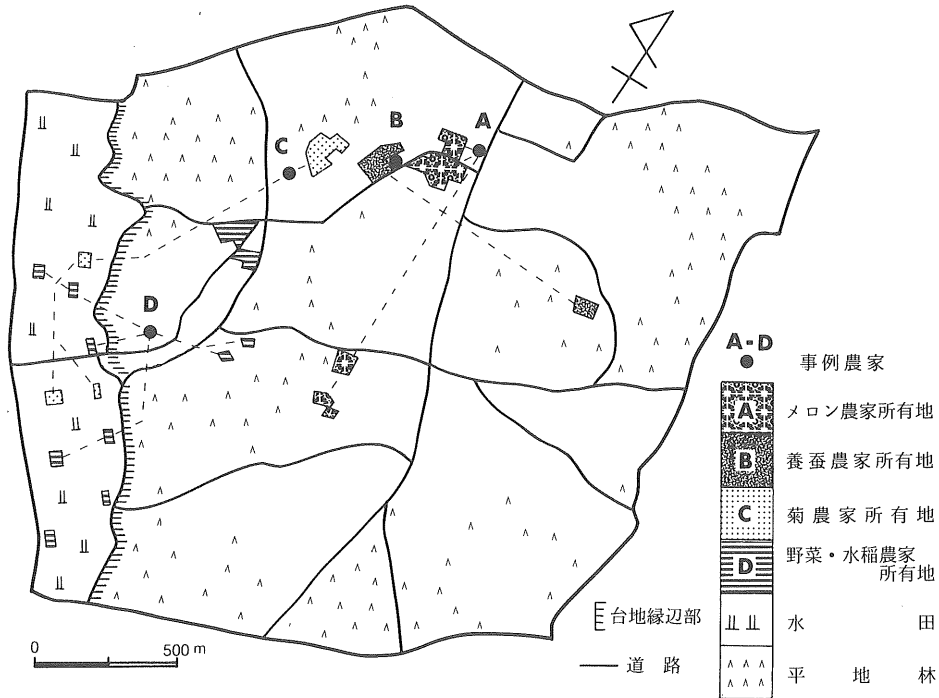 A
B
C
D
A-D
事例農家
A メロン農家所有地
B 養蚕農家所有地
C 菊農家所有地
D 野菜・水稲農家
所有地
水田
平地林
台地縁辺部
道路
0 500m